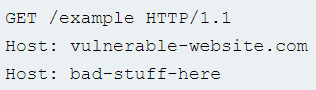 GET /example HTTP/1.1
Host: vulnerable-website.com
Host: bad-stuff-here